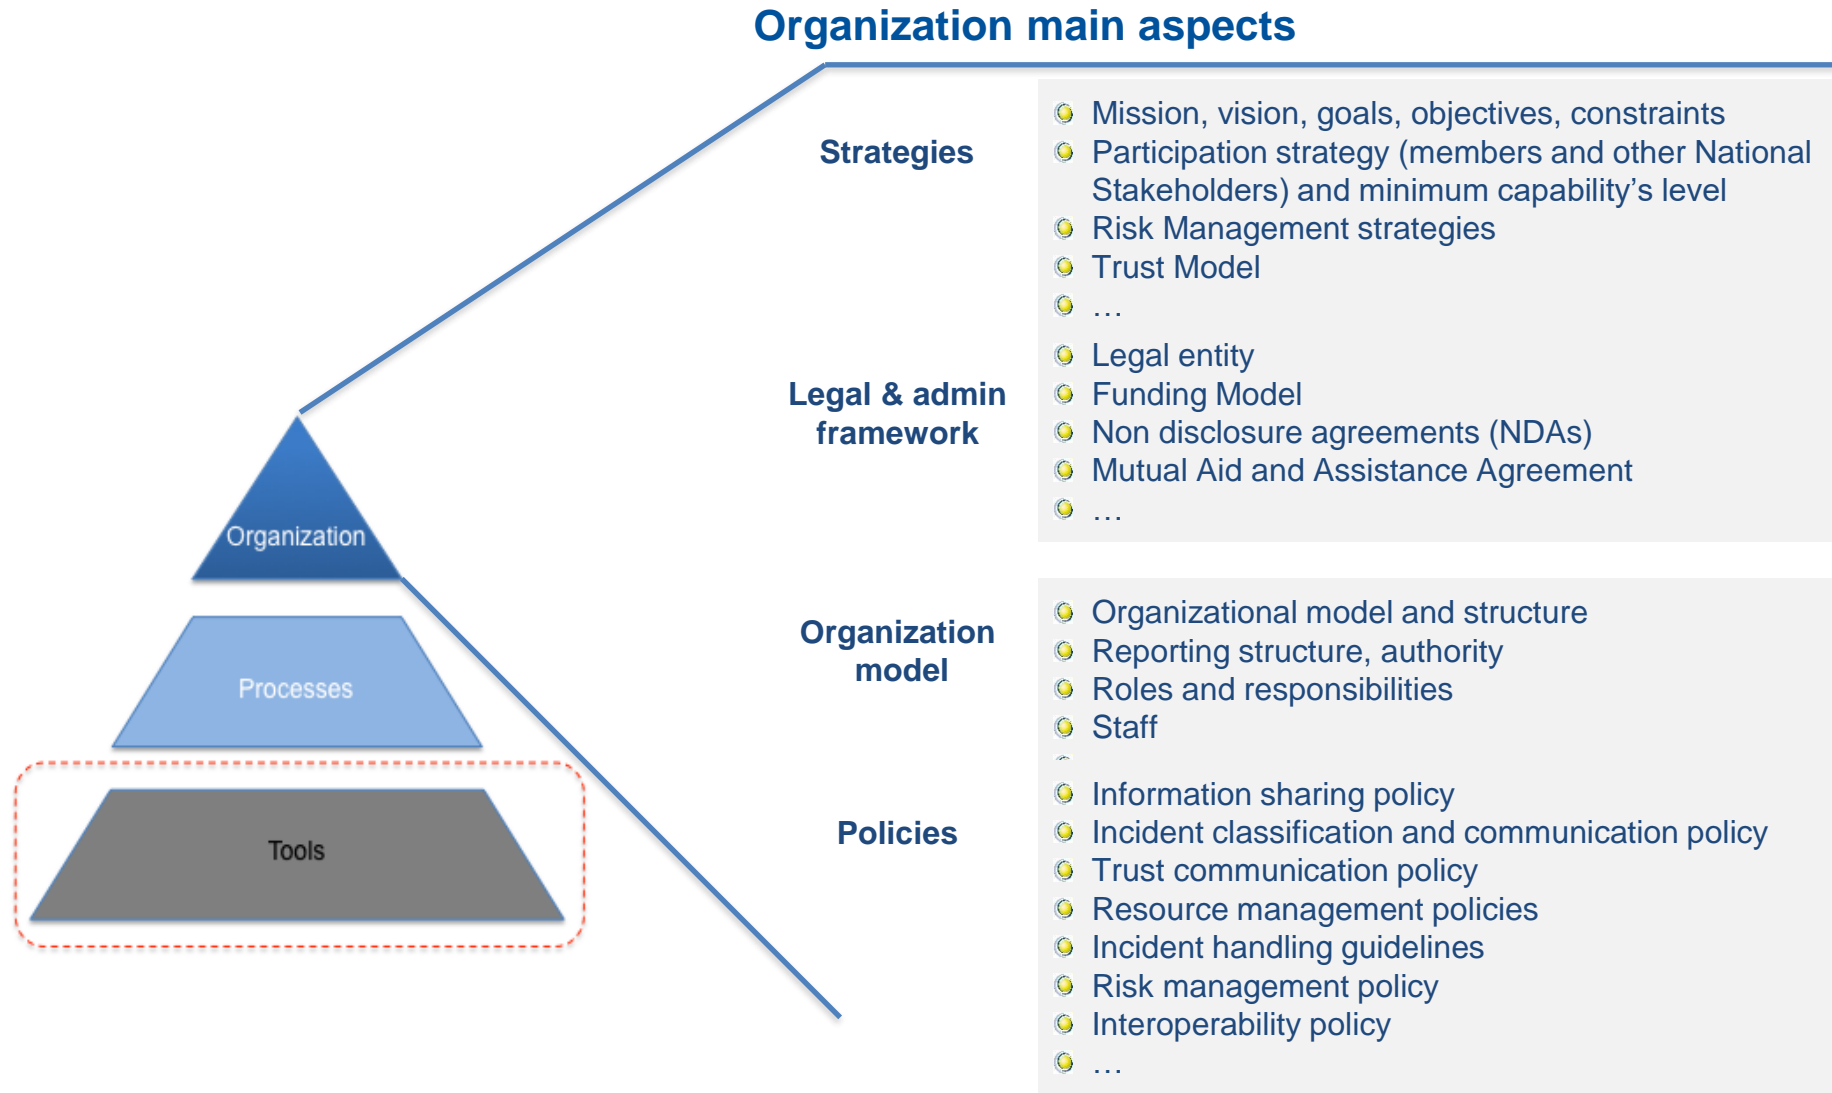 Organization main aspects
Strategies
Mission, vision, goals, objectives, constraints
Participation strategy (members and other National
Stakeholders) and minimum capability’s level
Risk Management strategies
Trust Model
…
Legal & admin
framework
Legal entity
Funding Model
Non disclosure agreements (NDAs)
Mutual Aid and Assistance Agreement
…
Organization
model
Organizational model and structure
Reporting structure, authority
Roles and responsibilities
Staff
Policies
Information sharing policy
Incident classification and communication policy
Trust communication policy
Resource management policies
Incident handling guidelines
Risk management policy
Interoperability policy
…
Organization
Processes
Tools